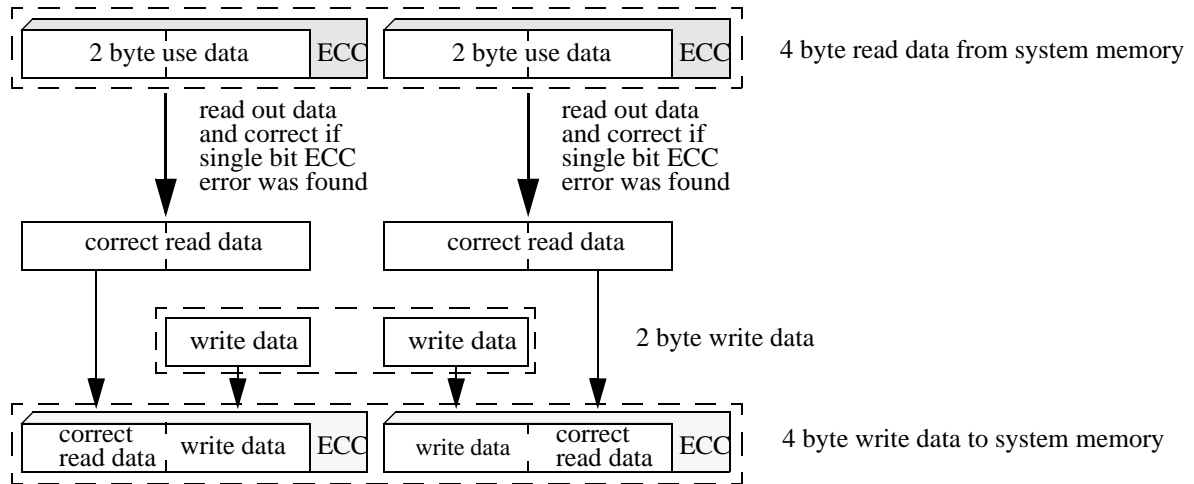 2 byte use data ECC 2 byte use data ECC 4 byte read data from system memory
read out data
and correct if
single bit ECC
error was found
read out data
and correct if
single bit ECC
error was found
correct read data correct read data
write data write data 2 byte write data
correct
read data write data ECC write data correct
read data ECC 4 byte write data to system memory